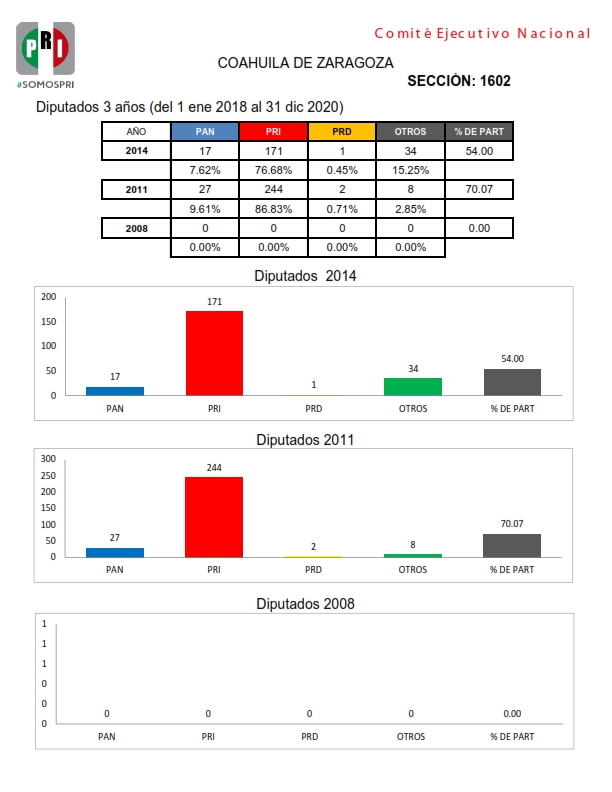 PRI
#SOMOSPRI
Comité Ejecutivo Nacional
COAHUILA DE ZARAGOZA
SECCIÓN: 1602
Diputados 3 años (del 1 ene 2018 al 31 dic 2020)
AÑO PAN PRI PRD OTROS % DE PART
2014 17 171 1 34 54.00
7.62% 76.68% 0.45% 15.25%
2011 27 244 2 8 70.07
9.61% 86.83% 0.71% 2.85%
2008 0 0 0 0 0.00
0.00% 0.00% 0.00% 0.00%
Diputados 2014
200
150
100
50
0
17 171 1 34 54.00
PAN PRI PRD OTROS % DE PART
Diputados 2011
300
250
200
150
100
50
0
27 244 2 8 70.07
PAN PRI PRD OTROS % DE PART
Diputados 2008
1
1
1
0
0
0
0 0 0 0 0.00
PAN PRI PRD OTROS % DE PART